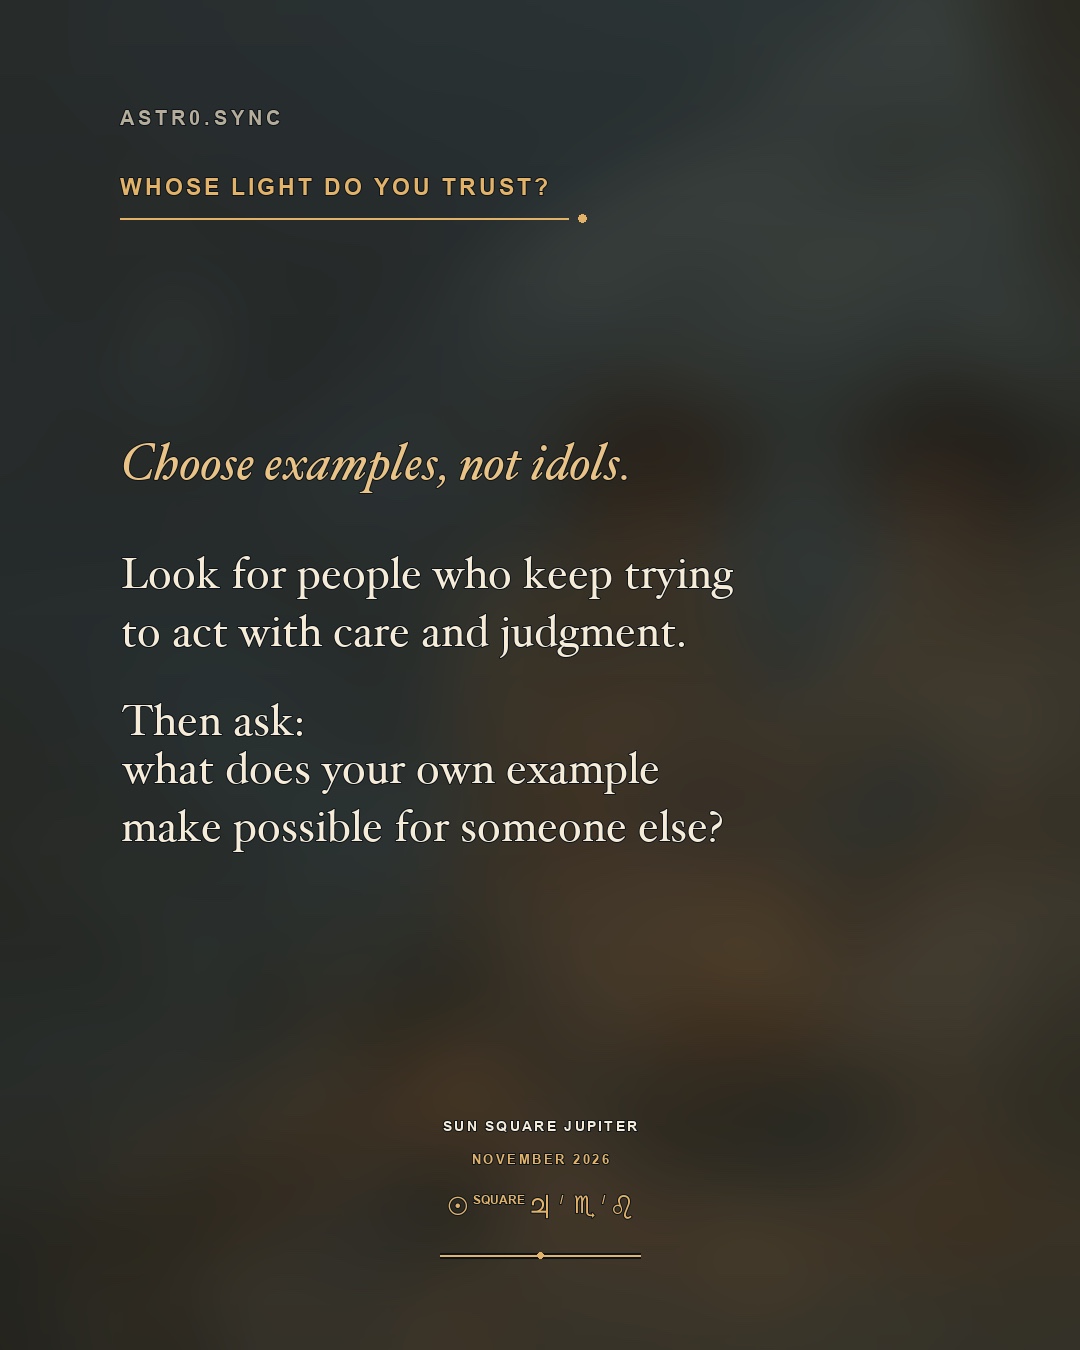 ASTR0.SYNC
WHOSE LIGHT DO YOU TRUST?
Choose examples, not idols.
Look for people who keep trying
to act with care and judgment.
Then ask:
what does your own example
make possible for someone else?
SUN SQUARE JUPITER
NOVEMBER 2026
☉ SQUARE ♃ / ♏ / ♌